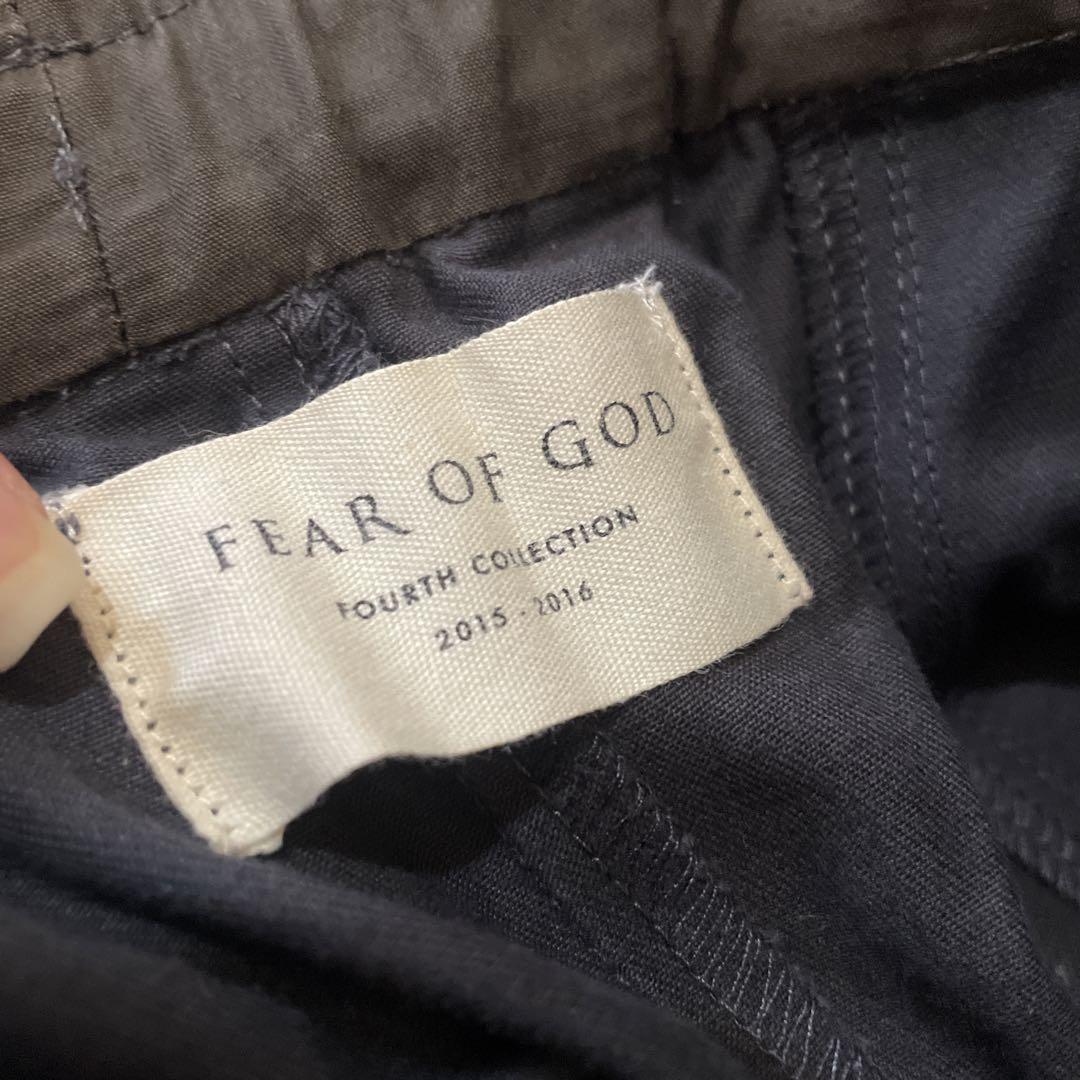 FEAR OF GOD
FOURTH COLLECTION
2015 - 2016